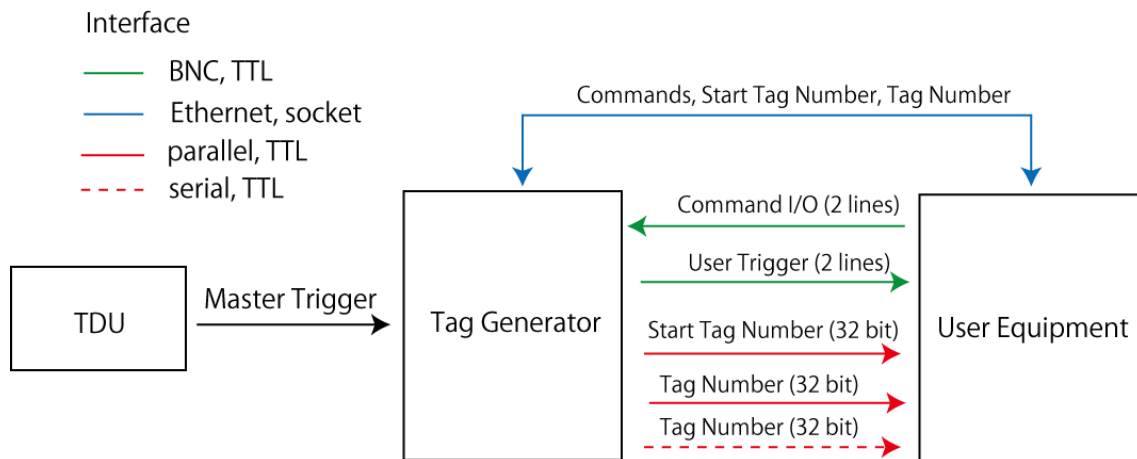 Interface
BNC, TTL
Ethernet, socket
parallel, TTL
serial, TTL
Commands, Start Tag Number, Tag Number
Command I/O (2 lines)
User Trigger (2 lines)
TDU
Master Trigger
Tag Generator
Start Tag Number (32 bit)
User Equipment
Tag Number (32 bit)
Tag Number (32 bit)